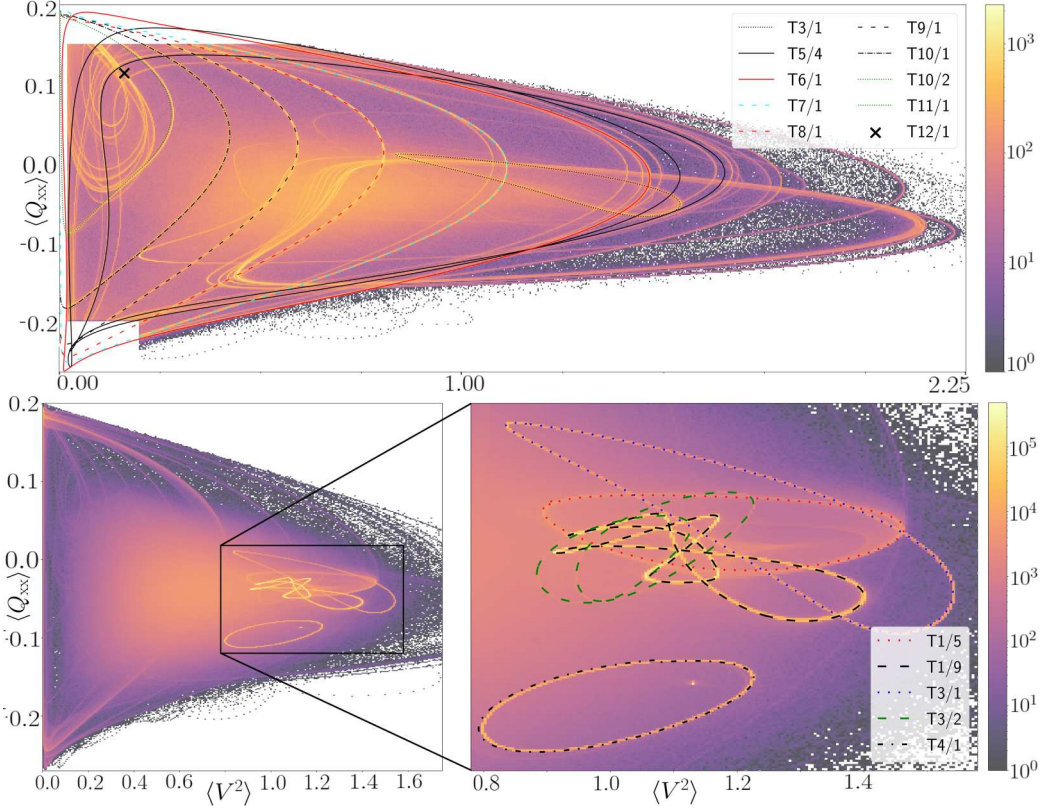 0.2
0.1
0.0
-0.1
-0.2
⟨Qxx⟩
0.00
1.00
2.25
T3/1
T5/4
T6/1
T7/1
T8/1
T9/1
T10/1
T10/2
T11/1
T12/1
10³
10²
10¹
10⁰
0.2
0.1
0.0
-0.1
-0.2
⟨Qxx⟩
0.2
0.4
0.6
0.8
1.0
1.2
1.4
1.6
⟨V²⟩
T1/5
T1/9
T3/1
T3/2
T4/1
0.8
1.0
1.2
1.4
⟨V²⟩
10⁵
10⁴
10³
10²
10¹
10⁰